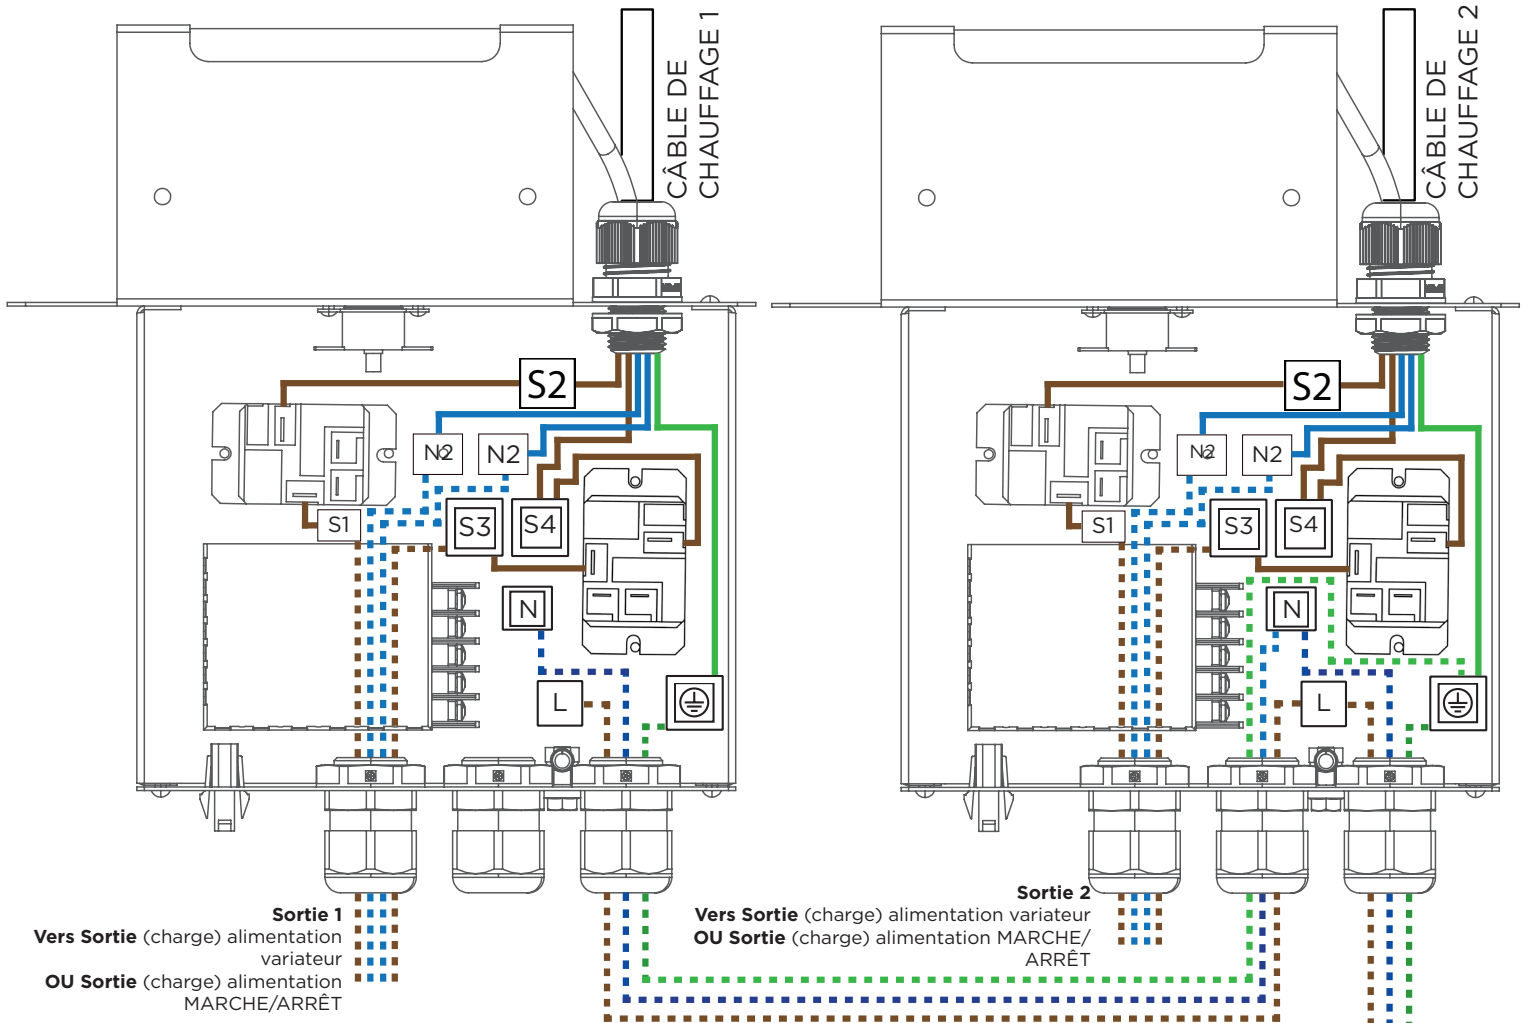 CÂBLE DE
CHAUFFAGE 1
S2
N2
N2
S1
S3
S4
N
L
Sortie 1
Vers Sortie (charge) alimentation
variateur
OU Sortie (charge) alimentation
MARCHE/ARRÊT
CÂBLE DE
CHAUFFAGE 2
S2
N2
N2
S1
S3
S4
N
L
Sortie 2
Vers Sortie (charge) alimentation variateur
OU Sortie (charge) alimentation MARCHE/
ARRÊT